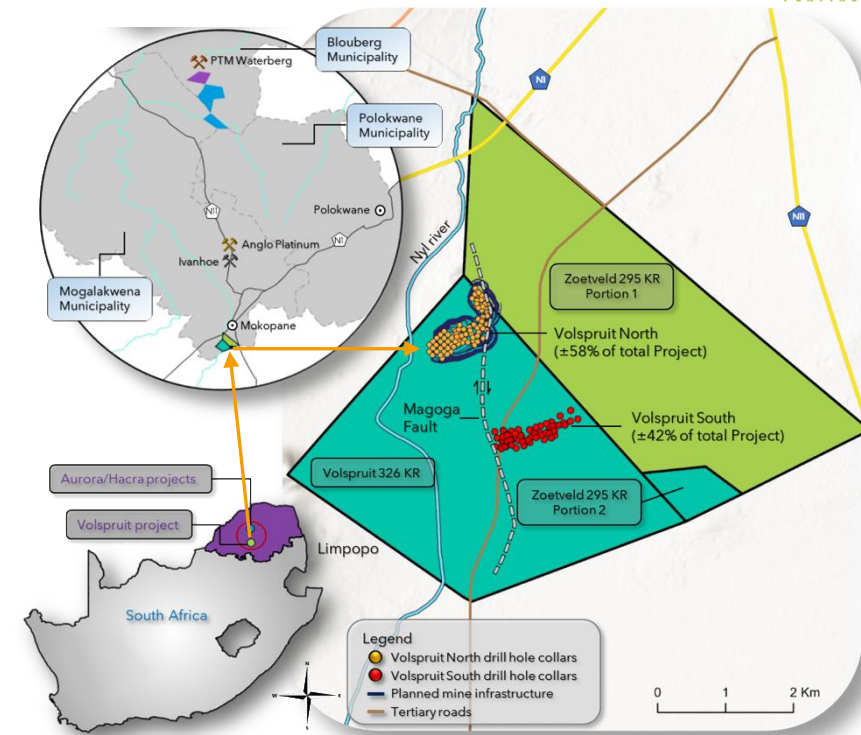 Blouberg
Municipality
PTM Waterberg
Polokwane
Municipality
Polokwane
N11
N1
Anglo Platinum
Ivanhoe
Mogalakwena
Municipality
Mokopane
Aurora/Hacra projects
Volspruit project
Limpopo
South Africa
N1
N11
Nyl river
Zoetveld 295 KR
Portion 1
Volspruit North
(±58% of total Project)
Magoga
Fault
Volspruit South
(±42% of total Project)
Volspruit 326 KR
Zoetveld 295 KR
Portion 2
Legend
Volspruit North drill hole collars
Volspruit South drill hole collars
Planned mine infrastructure
Tertiary roads
N
W
E
S
0 1 2 Km